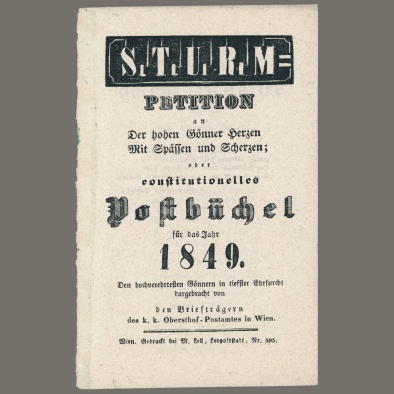 S.T.U.R.M=
PETITION
an
Der hohen Gönner Herzen
Mit Spässen und Scherzen;
oder
constitutionelles
Postbüchel
für das Jahr
1849.
Den hochverehrtesten Gönnern in tiefster Ehrfurcht
dargebracht von
den Briefträgern
des k. k. Obersthof-Postamtes in Wien.
Wien. Gedruckt bei M. Lell, Leopoldstadt, Nr. 505.